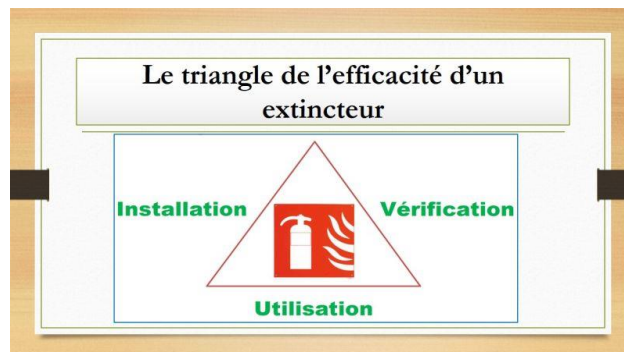 Le triangle de l’efficacité d’un
extincteur
Installation
Vérification
Utilisation